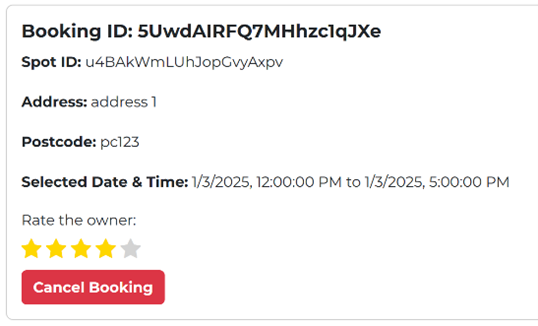 Booking ID: 5UwdAIRFQ7MHhzc1qJXe
Spot ID: u4BAkWmLUhJopGvyAxpv
Address: address 1
Postcode: pc123
Selected Date & Time: 1/3/2025, 12:00:00 PM to 1/3/2025, 5:00:00 PM
Rate the owner:
Cancel Booking